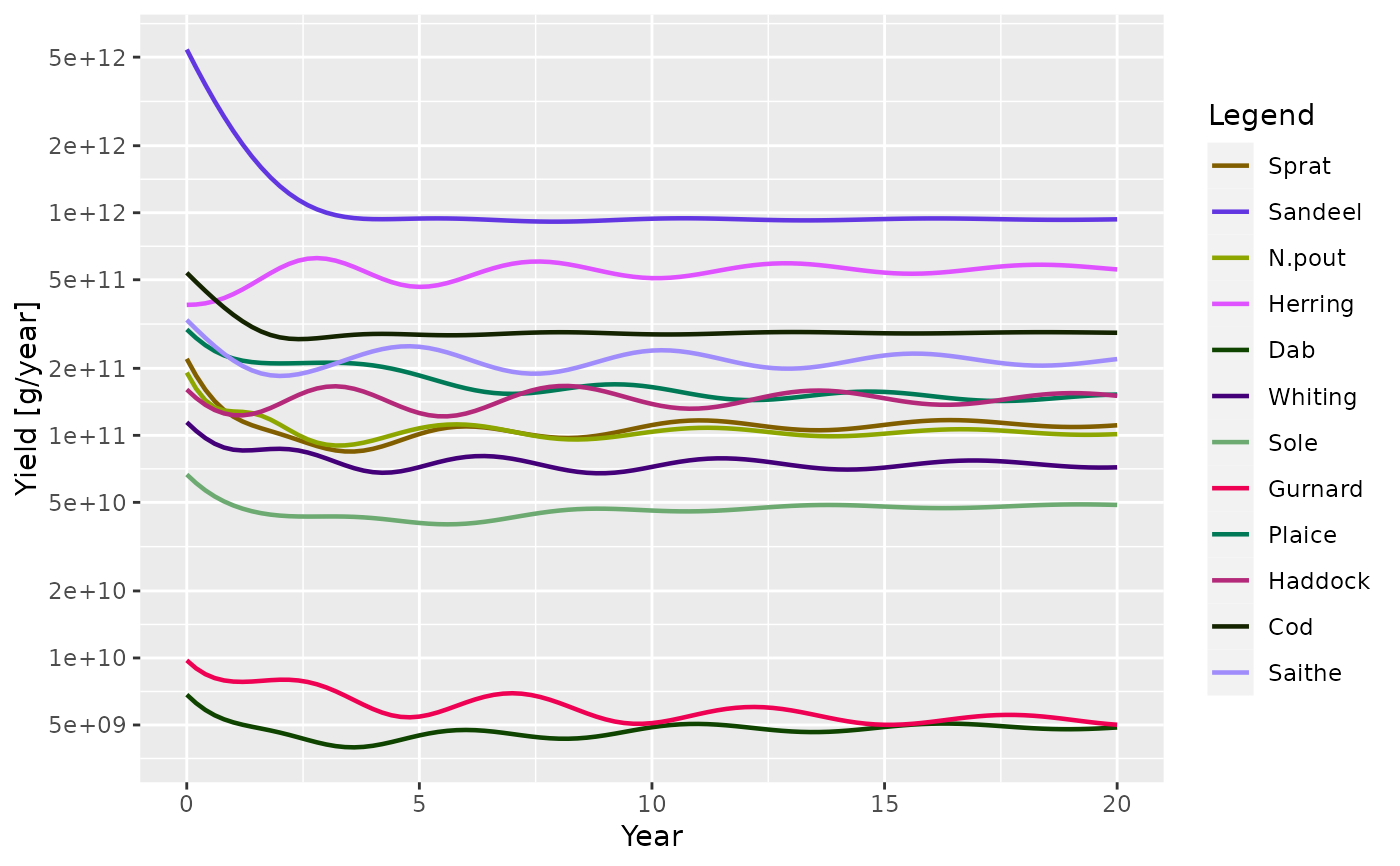 5e+12
2e+12
1e+12
5e+11
2e+11
1e+11
5e+10
2e+10
1e+10
5e+09
Yield [g/year]
0 5 10 15 20
Year
Legend
Sprat
Sandeel
N.pout
Herring
Dab
Whiting
Sole
Gurnard
Plaice
Haddock
Cod
Saithe